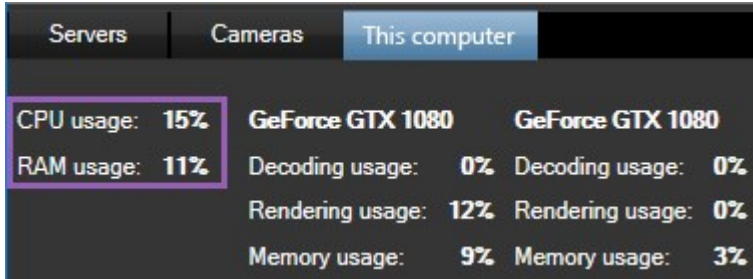 Servers Cameras This computer
CPU usage: 15% GeForce GTX 1080 GeForce GTX 1080
RAM usage: 11% Decoding usage: 0% Decoding usage: 0%
Rendering usage: 12% Rendering usage: 0%
Memory usage: 9% Memory usage: 3%